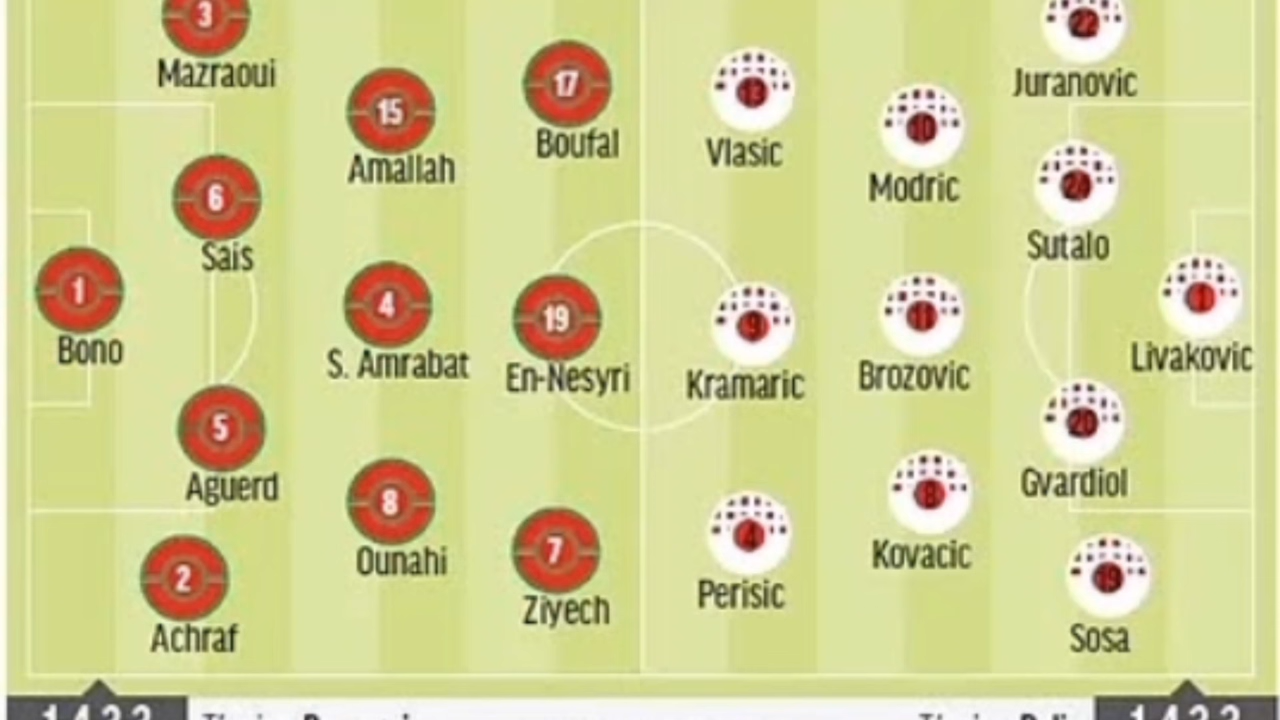 3
Mazraoui
6
Sais
1
Bono
5
Aguerd
2
Achraf
15
Amallah
4
S. Amrabat
8
Ounahi
17
Boufal
19
En-Nesyri
7
Ziyech
13
Vlasic
9
Kramaric
4
Perisic
10
Modric
11
Brozovic
8
Kovacic
22
Juranovic
Sutalo
20
Gvardiol
19
Sosa
1
Livakovic